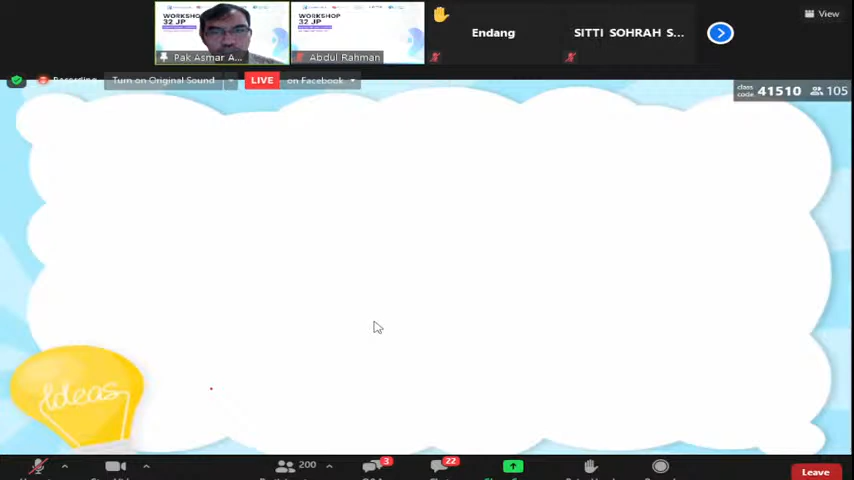 WORKSHOP
32 JP
WORKSHOP
32 JP
Pak Asmar A...
Abdul Rahman
Endang
SITTI SOHRAH S...
View
Recording
Turn on Original Sound
LIVE
on Facebook
class
code
41510
105
Ideas
200
3
22
Leave